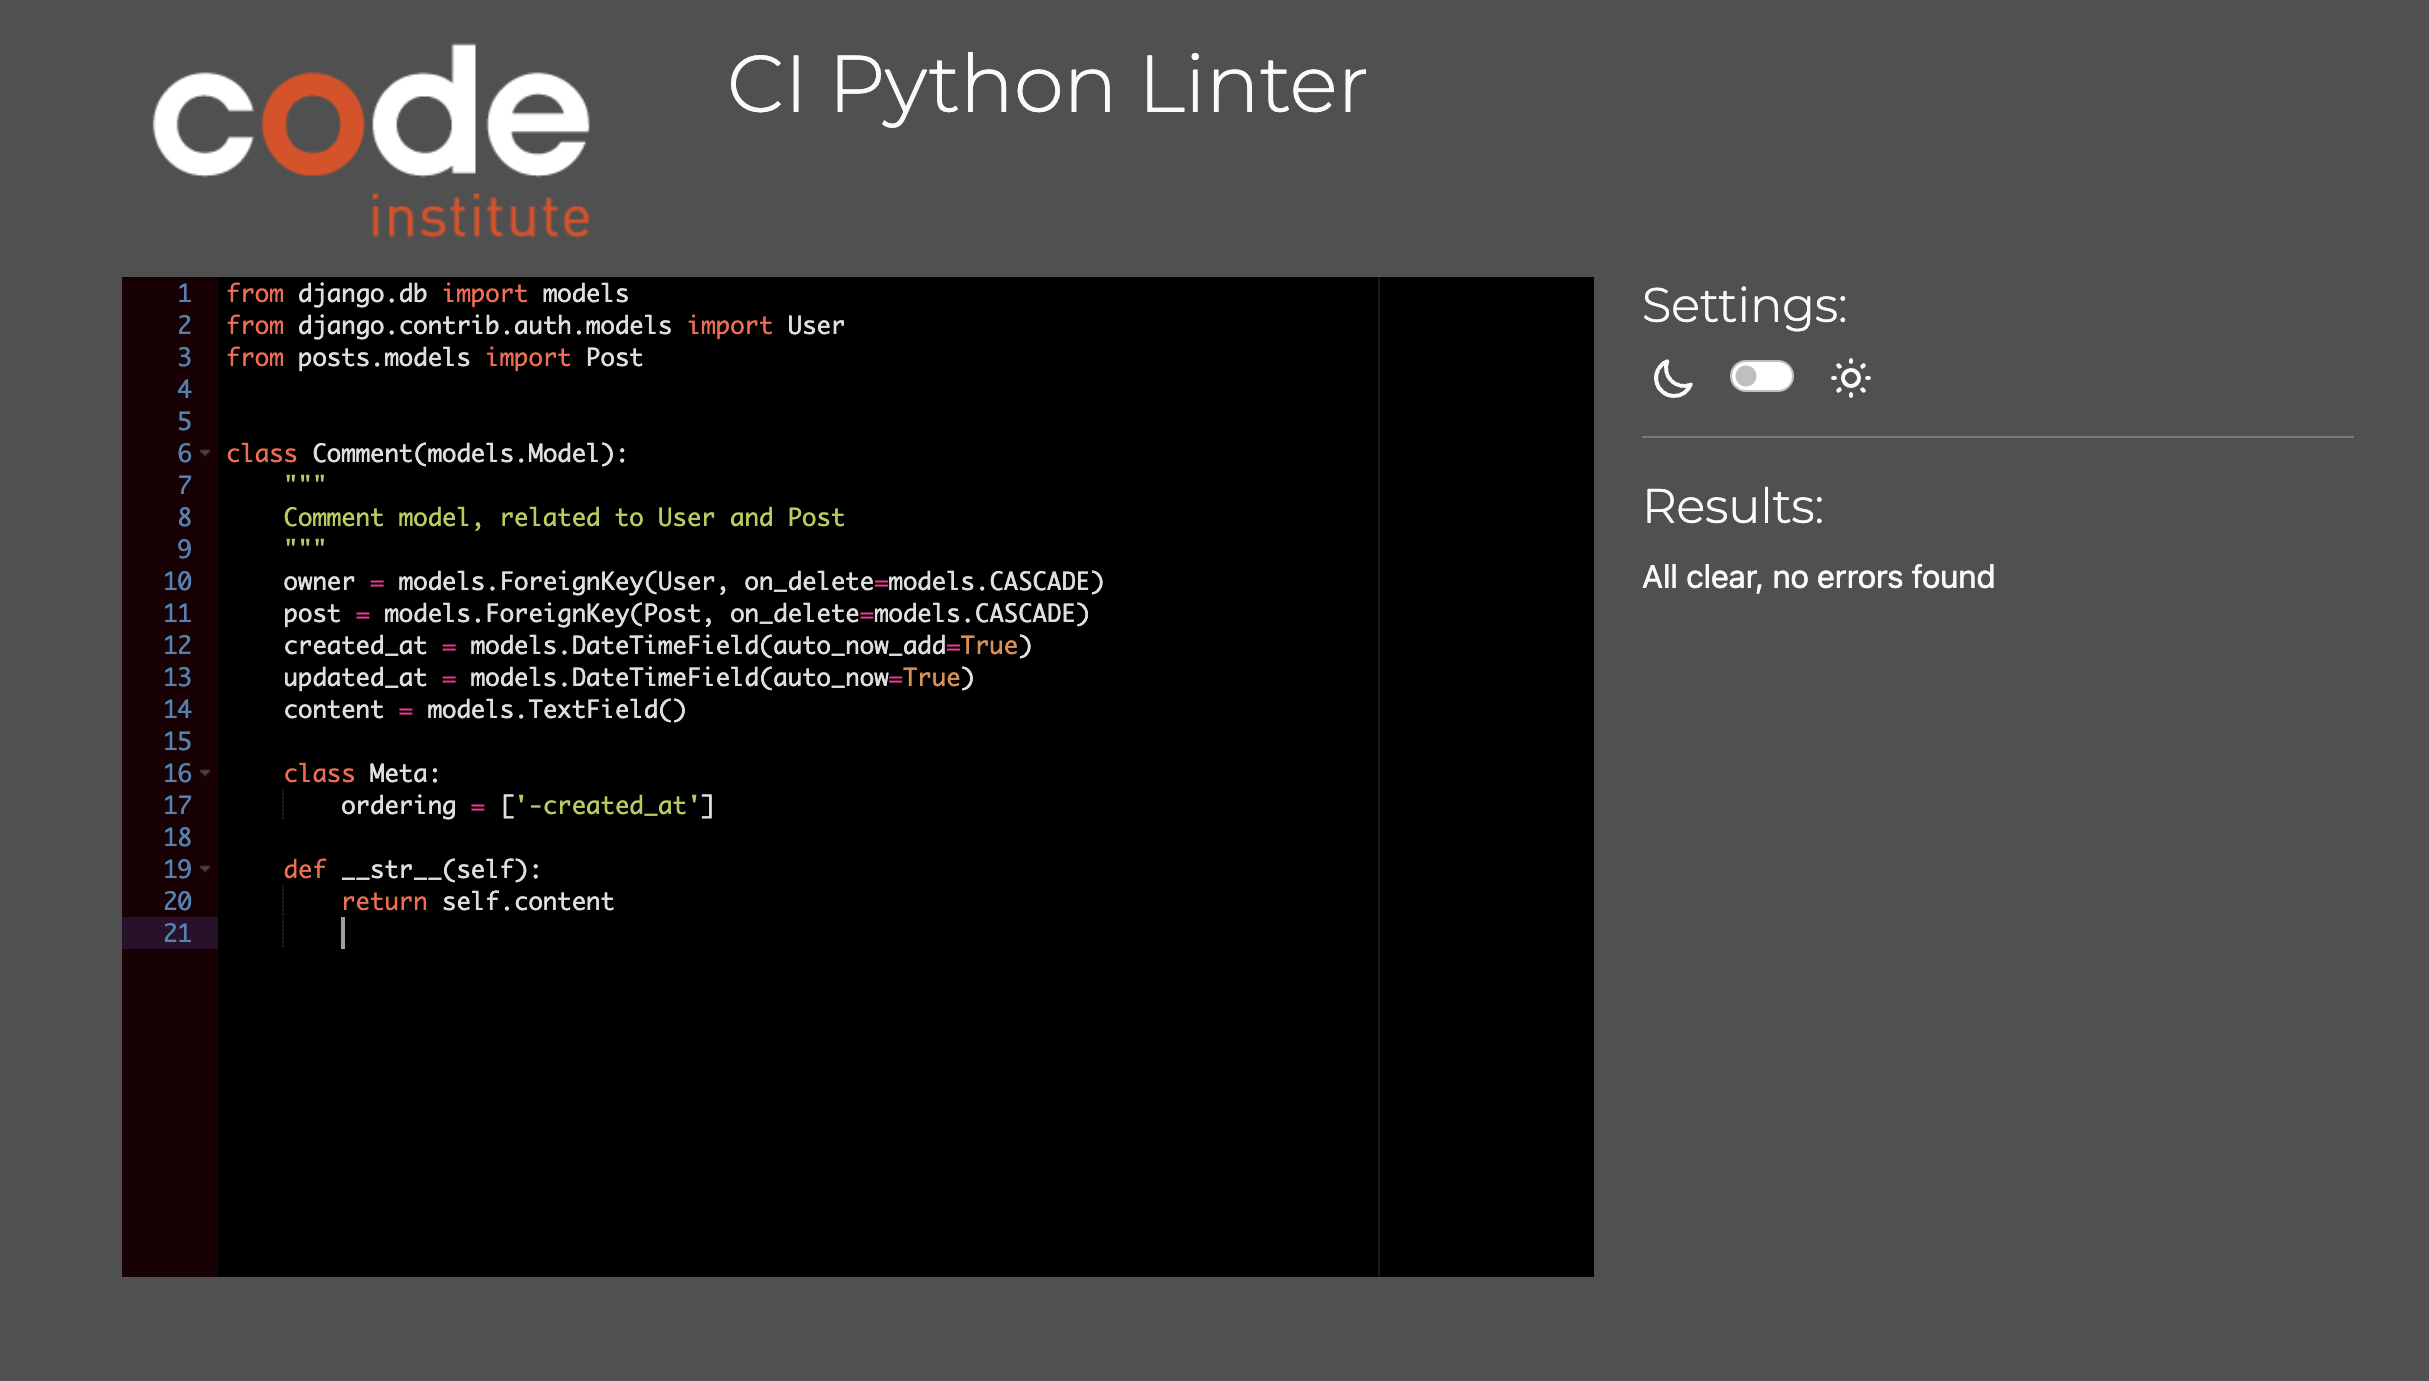 code
institute
CI Python Linter
1 from django.db import models
2 from django.contrib.auth.models import User
3 from posts.models import Post
4
5
6 class Comment(models.Model):
7     """
8     Comment model, related to User and Post
9     """
10     owner = models.ForeignKey(User, on_delete=models.CASCADE)
11     post = models.ForeignKey(Post, on_delete=models.CASCADE)
12     created_at = models.DateTimeField(auto_now_add=True)
13     updated_at = models.DateTimeField(auto_now=True)
14     content = models.TextField()
15
16     class Meta:
17         ordering = ['-created_at']
18
19     def __str__(self):
20         return self.content
21
Settings:
Results:
All clear, no errors found